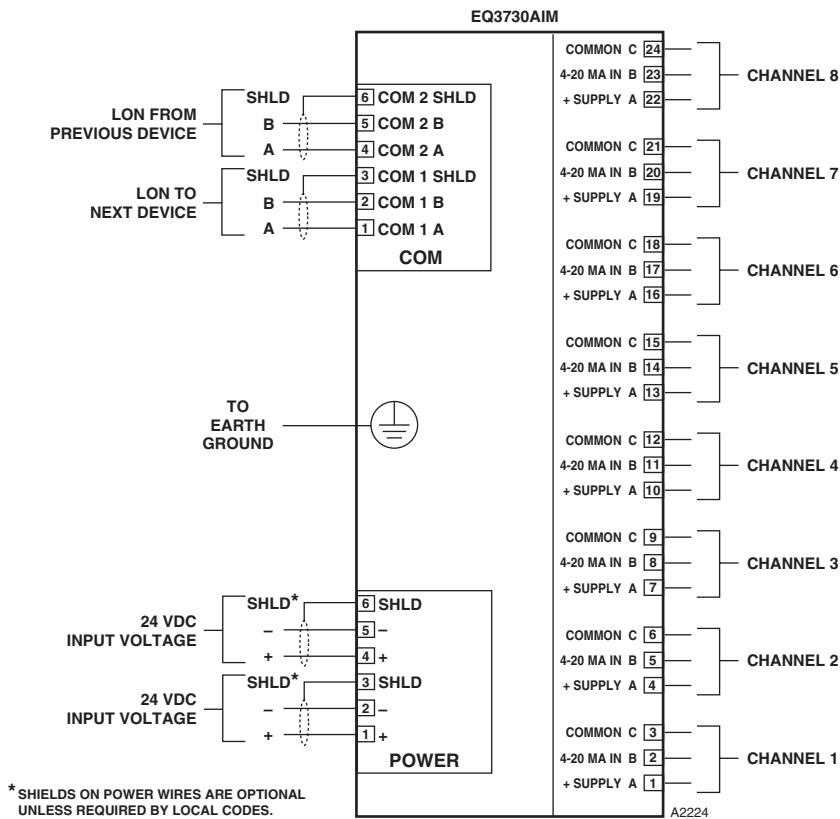 EQ3730AIM
LON FROM
PREVIOUS DEVICE
SHLD
B
A
6 COM 2 SHLD
5 COM 2 B
4 COM 2 A
LON TO
NEXT DEVICE
SHLD
B
A
3 COM 1 SHLD
2 COM 1 B
1 COM 1 A
COM
TO
EARTH
GROUND
24 VDC
INPUT VOLTAGE
SHLD*
–
+
6 SHLD
5 –
4 +
24 VDC
INPUT VOLTAGE
SHLD*
–
+
3 SHLD
2 –
1 +
POWER
COMMON C 24
4-20 MA IN B 23
+ SUPPLY A 22
CHANNEL 8
COMMON C 21
4-20 MA IN B 20
+ SUPPLY A 19
CHANNEL 7
COMMON C 18
4-20 MA IN B 17
+ SUPPLY A 16
CHANNEL 6
COMMON C 15
4-20 MA IN B 14
+ SUPPLY A 13
CHANNEL 5
COMMON C 12
4-20 MA IN B 11
+ SUPPLY A 10
CHANNEL 4
COMMON C 9
4-20 MA IN B 8
+ SUPPLY A 7
CHANNEL 3
COMMON C 6
4-20 MA IN B 5
+ SUPPLY A 4
CHANNEL 2
COMMON C 3
4-20 MA IN B 2
+ SUPPLY A 1
CHANNEL 1
* SHIELDS ON POWER WIRES ARE OPTIONAL
UNLESS REQUIRED BY LOCAL CODES.
A2224